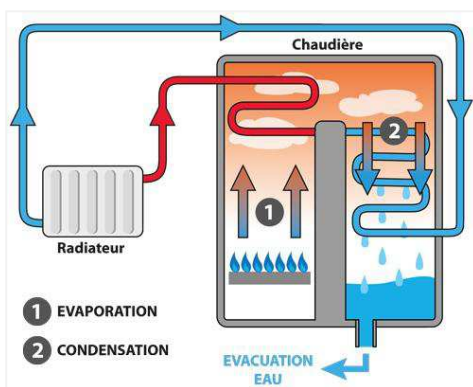 Chaudière
2
1
Radiateur
1 EVAPORATION
2 CONDENSATION
EVACUATION
EAU